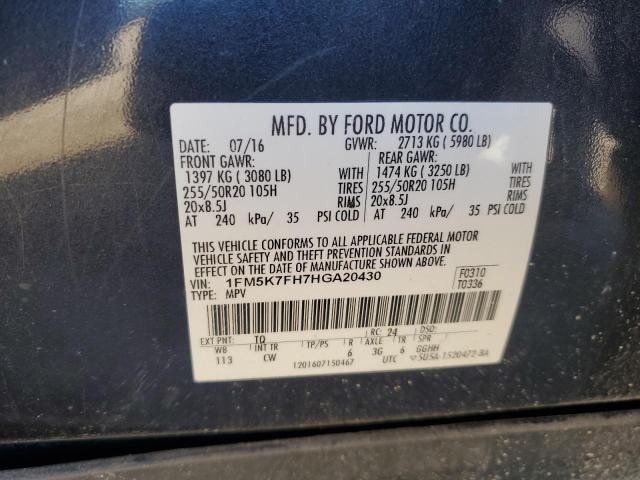 MFD. BY FORD MOTOR CO.
DATE: 07/16 GVWR: 2713 KG ( 5980 LB)
FRONT GAWR: REAR GAWR:
1397 KG ( 3080 LB) WITH 1474 KG ( 3250 LB) WITH
255/50R20 105H TIRES 255/50R20 105H TIRES
20x8.5J RIMS 20x8.5J RIMS
AT 240 kPa/ 35 PSI COLD AT 240 kPa/ 35 PSI COLD
THIS VEHICLE CONFORMS TO ALL APPLICABLE FEDERAL MOTOR
VEHICLE SAFETY AND THEFT PREVENTION STANDARDS IN
EFFECT ON THE DATE OF MANUFACTURE SHOWN ABOVE.
VIN: 1FM5K7FH7HGA20430 F0310
TYPE: MPV T0336
EXT PNT: TQ RC: 24 DSO:
WB INT TR TP/PS R AXLE TR SPR
113 CW 6 3G 6 GGHH
1201607150467 UTC 5U5A-1520472-BA